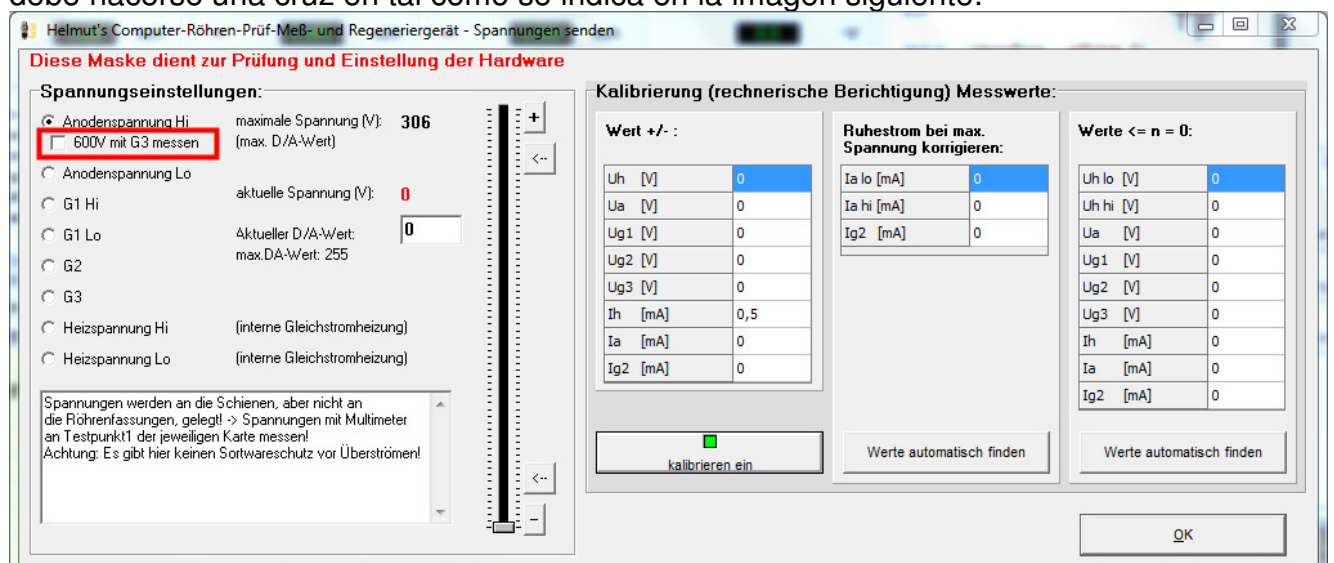 debe hacerse una cruz en tal como se indica en la imagen siguiente:
Helmut's Computer-Röhren-Prüf-Meß- und Regeneriergerät - Spannungen senden
Diese Maske dient zur Prüfung und Einstellung der Hardware
Spannungseinstellungen:
Anodenspannung Hi
maximale Spannung (V): 306
600V mit G3 messen
(max. D/A-Wert)
Anodenspannung Lo
aktuelle Spannung (V): 0
G1 Hi
G1 Lo
Aktueller D/A-Wert: 0
max.DA-Wert: 255
G2
G3
Heizspannung Hi (interne Gleichstromheizung)
Heizspannung Lo (interne Gleichstromheizung)
Spannungen werden an die Schienen, aber nicht an
die Röhrenfassungen, gelegt! -> Spannungen mit Multimeter
an Testpunkt1 der jeweiligen Karte messen!
Achtung: Es gibt hier keinen Sortwareschutz vor Überströmen!
+
<--
<--
-
Kalibrierung (rechnerische Berichtigung) Messwerte:
Wert +/- :
Uh [V] 0
Ua [V] 0
Ug1 [V] 0
Ug2 [V] 0
Ug3 [V] 0
Ih [mA] 0,5
Ia [mA] 0
Ig2 [mA] 0
kalibrieren ein
Ruhestrom bei max.
Spannung korrigieren:
Ia lo [mA] 0
Ia hi [mA] 0
Ig2 [mA] 0
Werte automatisch finden
Werte <= n = 0:
Uh lo [V] 0
Uh hi [V] 0
Ua [V] 0
Ug1 [V] 0
Ug2 [V] 0
Ug3 [V] 0
Ih [mA] 0
Ia [mA] 0
Ig2 [mA] 0
Werte automatisch finden
OK